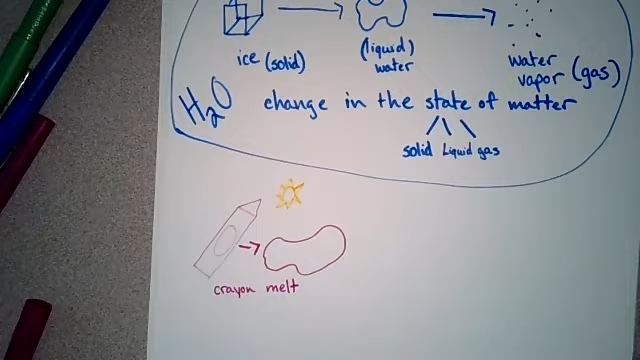 ice (solid)
(liquid)
water
water
vapor (gas)
H2O
change in the state of matter
solid Liquid gas
crayon melt